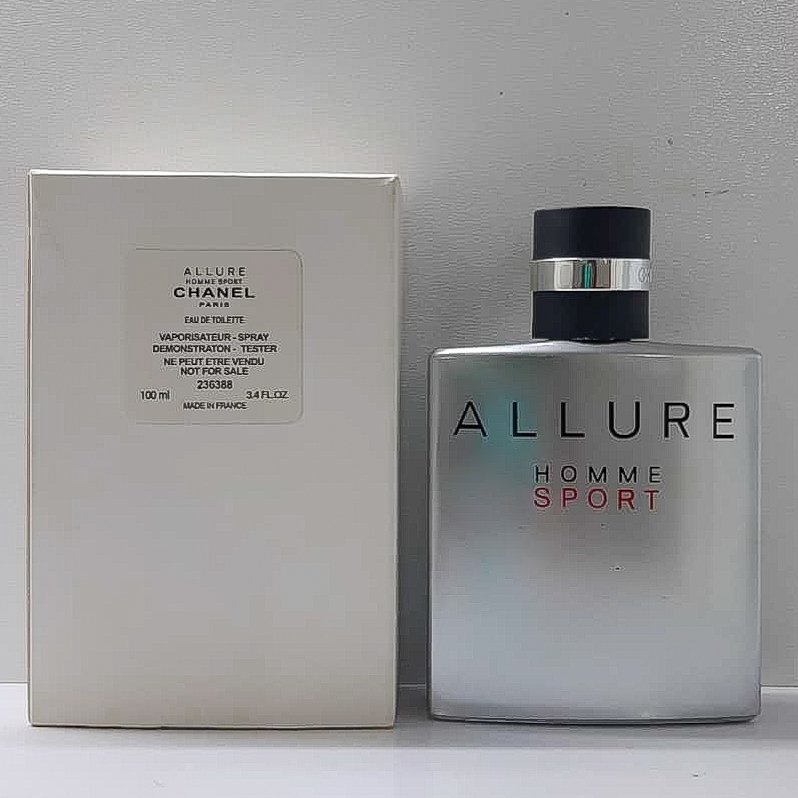 ALLURE
HOMME SPORT
CHANEL
PARIS
EAU DE TOILETTE
VAPORISATEUR - SPRAY
DEMONSTRATON - TESTER
NE PEUT ETRE VENDU
NOT FOR SALE
236388
100 ml 3.4 FL.OZ
MADE IN FRANCE
ALLURE
HOMME
SPORT